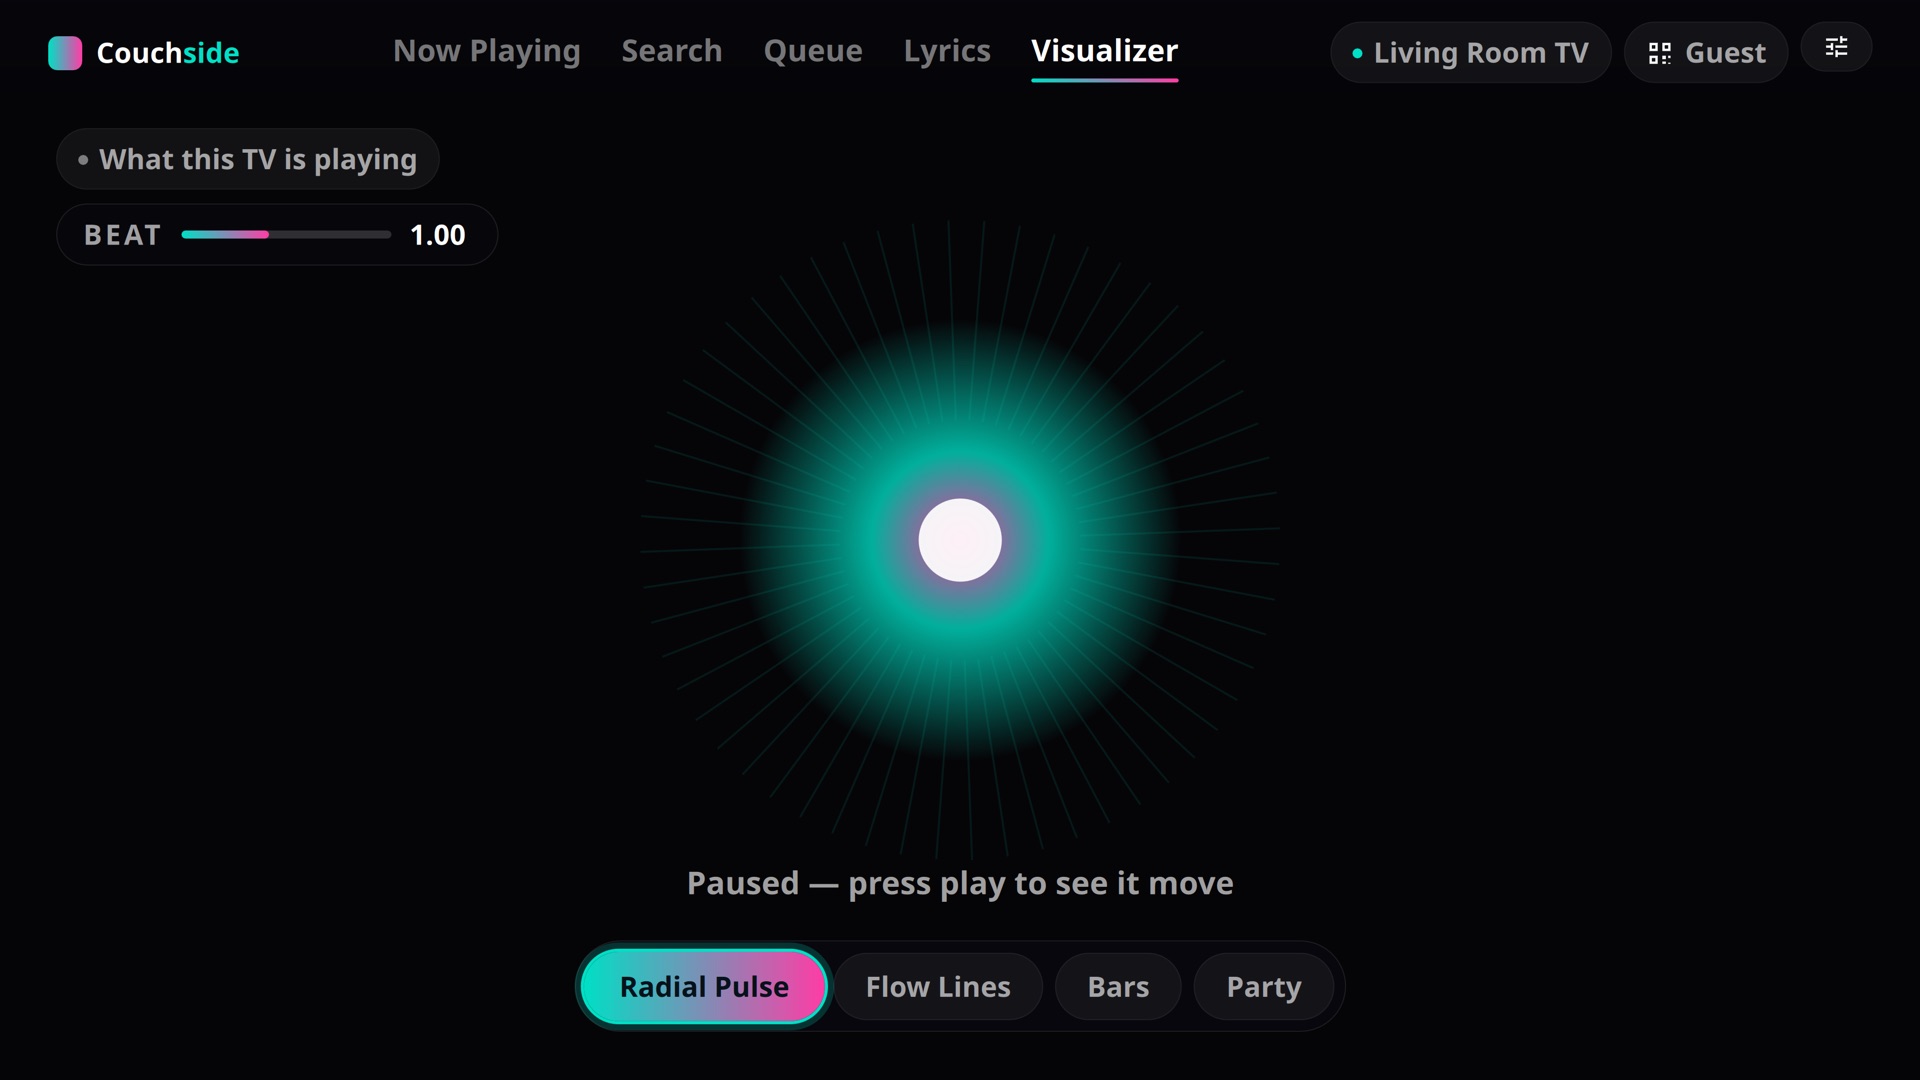 Couchside
Now Playing
Search
Queue
Lyrics
Visualizer
Living Room TV
Guest
What this TV is playing
BEAT 1.00
Paused — press play to see it move
Radial Pulse
Flow Lines
Bars
Party